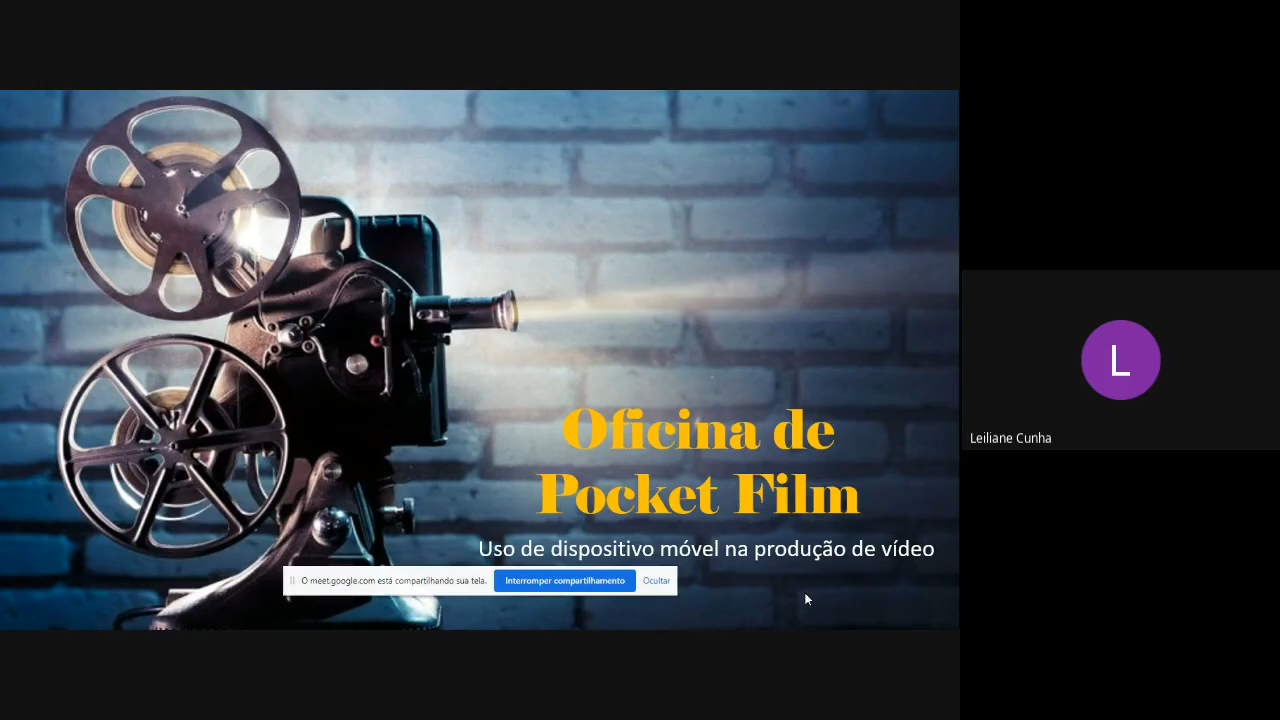 Oficina de
Pocket Film
Uso de dispositivo móvel na produção de vídeo
O meet.google.com está compartilhando sua tela. Interromper compartilhamento Ocultar
L
Leiliane Cunha